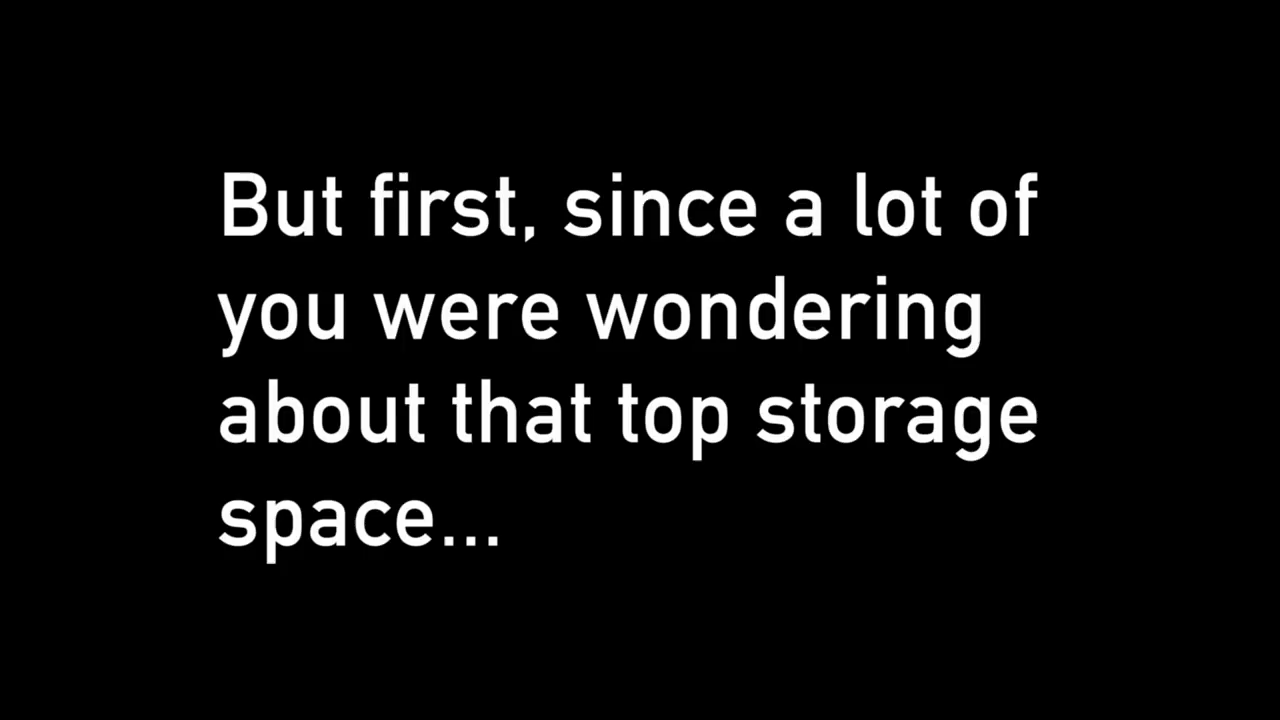 But first, since a lot of
you were wondering
about that top storage
space...